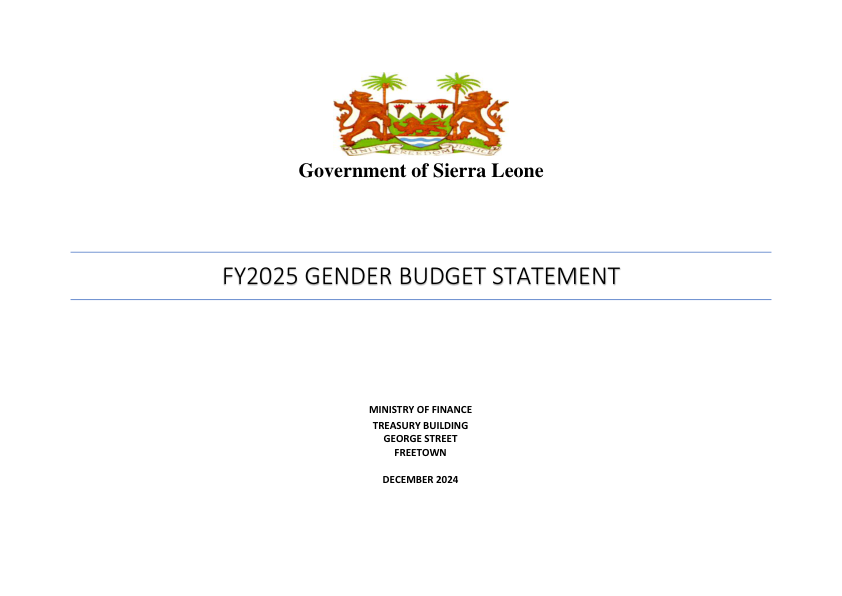 UNITY FREEDOM JUSTICE
Government of Sierra Leone
FY2025 GENDER BUDGET STATEMENT
MINISTRY OF FINANCE
TREASURY BUILDING
GEORGE STREET
FREETOWN
DECEMBER 2024